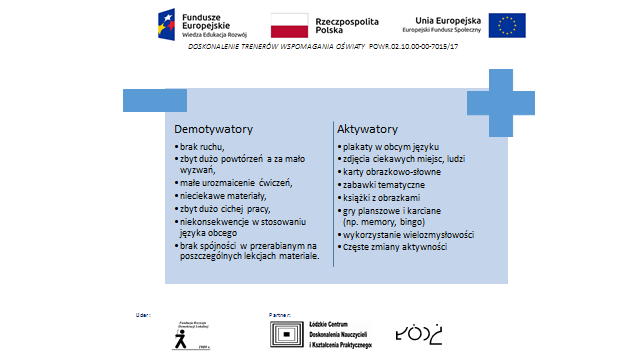 Fundusze
Europejskie
Wiedza Edukacja Rozwój
Rzeczpospolita
Polska
Unia Europejska
Europejski Fundusz Społeczny
DOSKONALENIE TRENERÓW WSPOMAGANIA OŚWIATY POWR.02.10.00-00-7015/17
Demotywatory
•brak ruchu,
•zbyt dużo powtórzeń a za mało
wyzwań,
•małe urozmaicenie ćwiczeń,
•nieciekawe materiały,
•zbyt dużo cichej pracy,
•niekonsekwencje w stosowaniu
języka obcego
•brak spójności w przerabianym na
poszczególnych lekcjach materiale.
Aktywatory
•plakaty w obcym języku
•zdjęcia ciekawych miejsc, ludzi
•karty obrazkowo-słowne
•zabawki tematyczne
•książki z obrazkami
•gry planszowe i karciane
(np. memory, bingo)
•wykorzystanie wielozmysłowości
•Częste zmiany aktywności
Lider:
Partner:
Fundacja Rozwoju
Demokracji Lokalnej
Łódzkie Centrum
Doskonalenia Nauczycieli
i Kształcenia Praktycznego